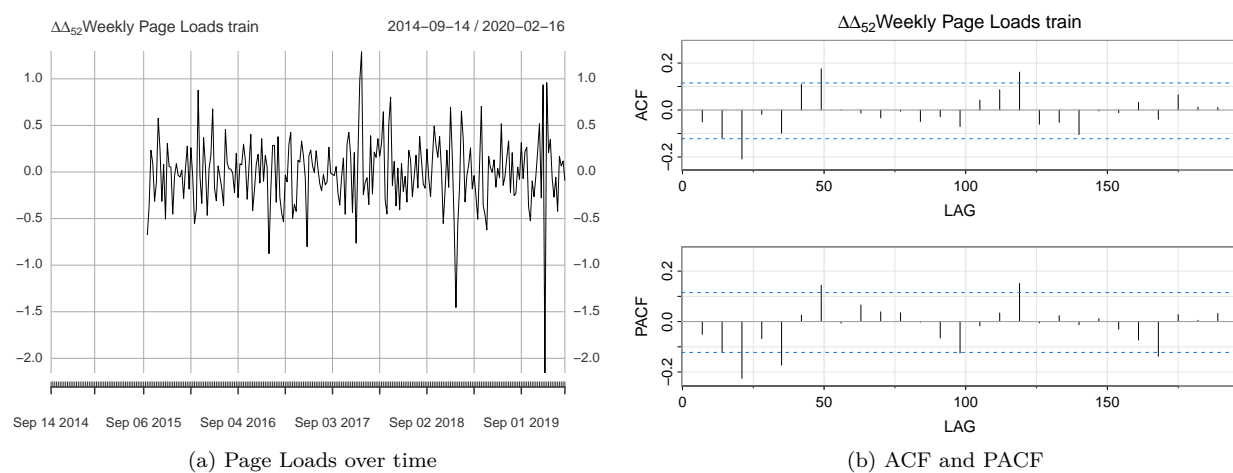 ΔΔ52Weekly Page Loads train
2014−09−14 / 2020−02−16
1.0
0.5
0.0
−0.5
−1.0
−1.5
−2.0
1.0
0.5
0.0
−0.5
−1.0
−1.5
−2.0
Sep 14 2014
Sep 06 2015
Sep 04 2016
Sep 03 2017
Sep 02 2018
Sep 01 2019
(a) Page Loads over time
ΔΔ52Weekly Page Loads train
ACF
0.2
0.0
−0.2
0
50
100
150
LAG
PACF
0.2
0.0
−0.2
0
50
100
150
LAG
(b) ACF and PACF